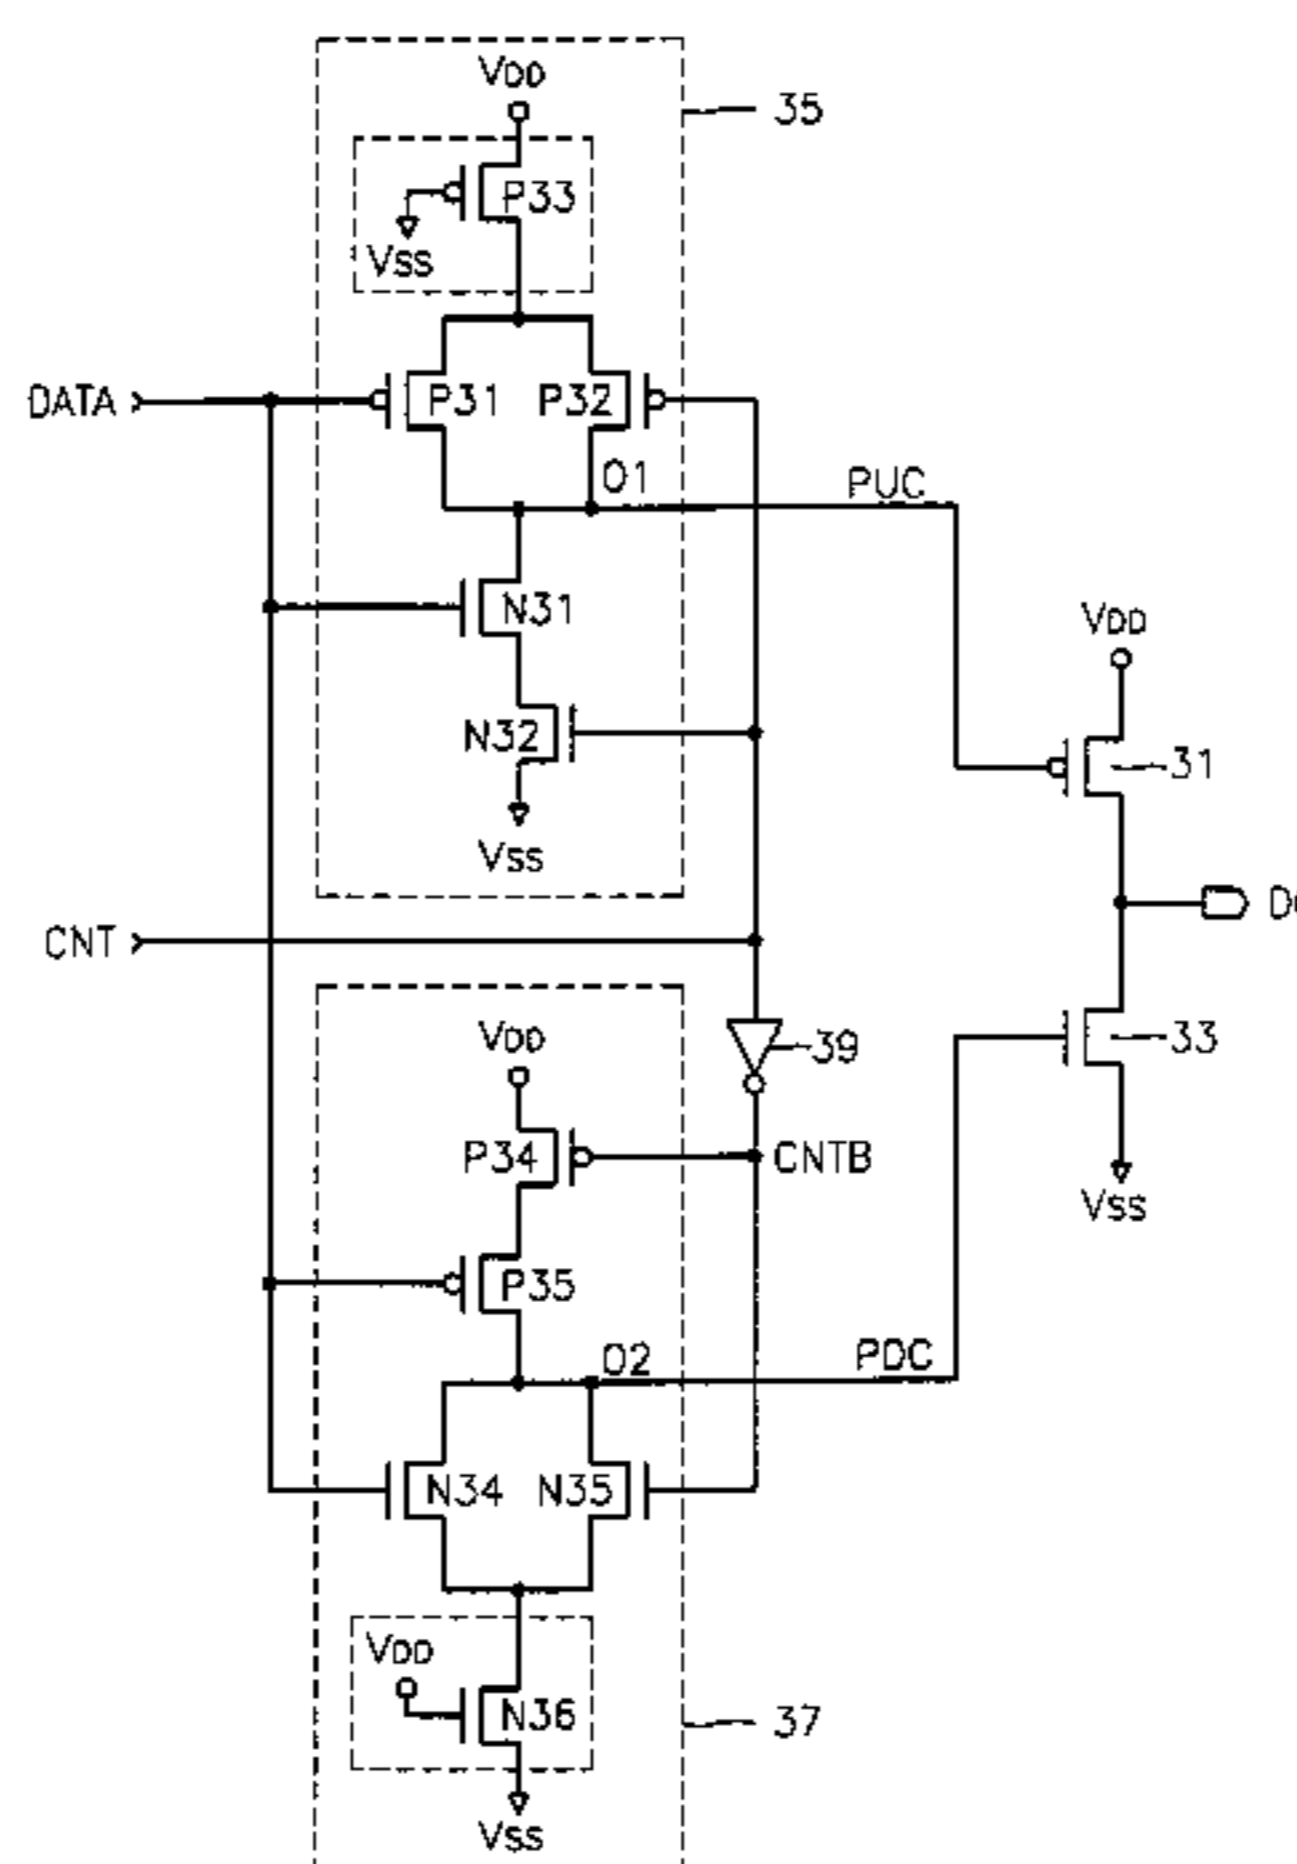 VDD
35
P33
VSS
DATA
P31
P32
O1
PUC
N31
VDD
N32
31
VSS
CNT
VDD
39
33
P34
CNTB
VSS
P35
O2
PDC
N34
N35
VDD
N36
37
VSS